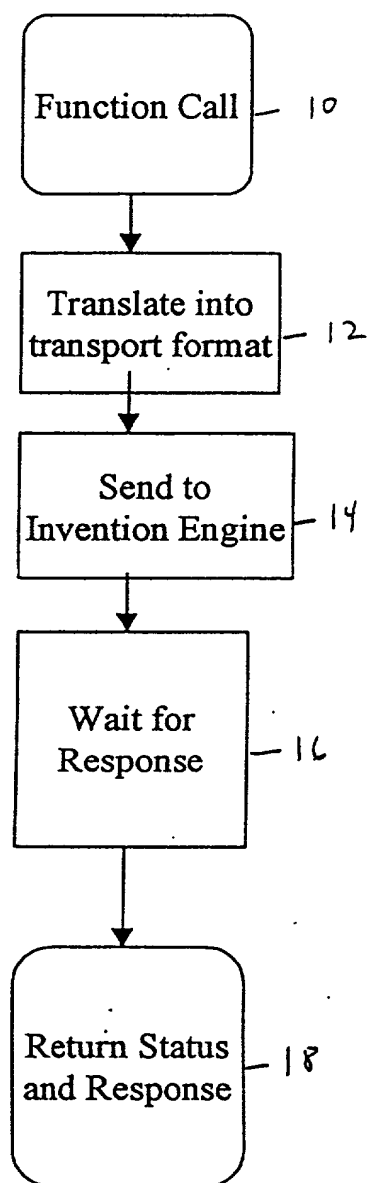 Function Call 10
Translate into
transport format 12
Send to
Invention Engine 14
Wait for
Response 16
Return Status
and Response 18